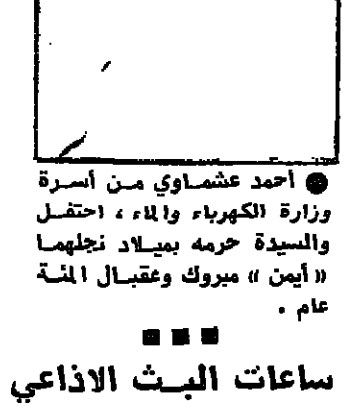 ● أحمد عشماوي من أسرة
وزارة الكهرباء والماء ، احتفل
والسيدة حرمه بميلاد نجلهما
« أيمن » مبروك وعقبال المئة
عام .
■ ■ ■
ساعات البث الاذاعي